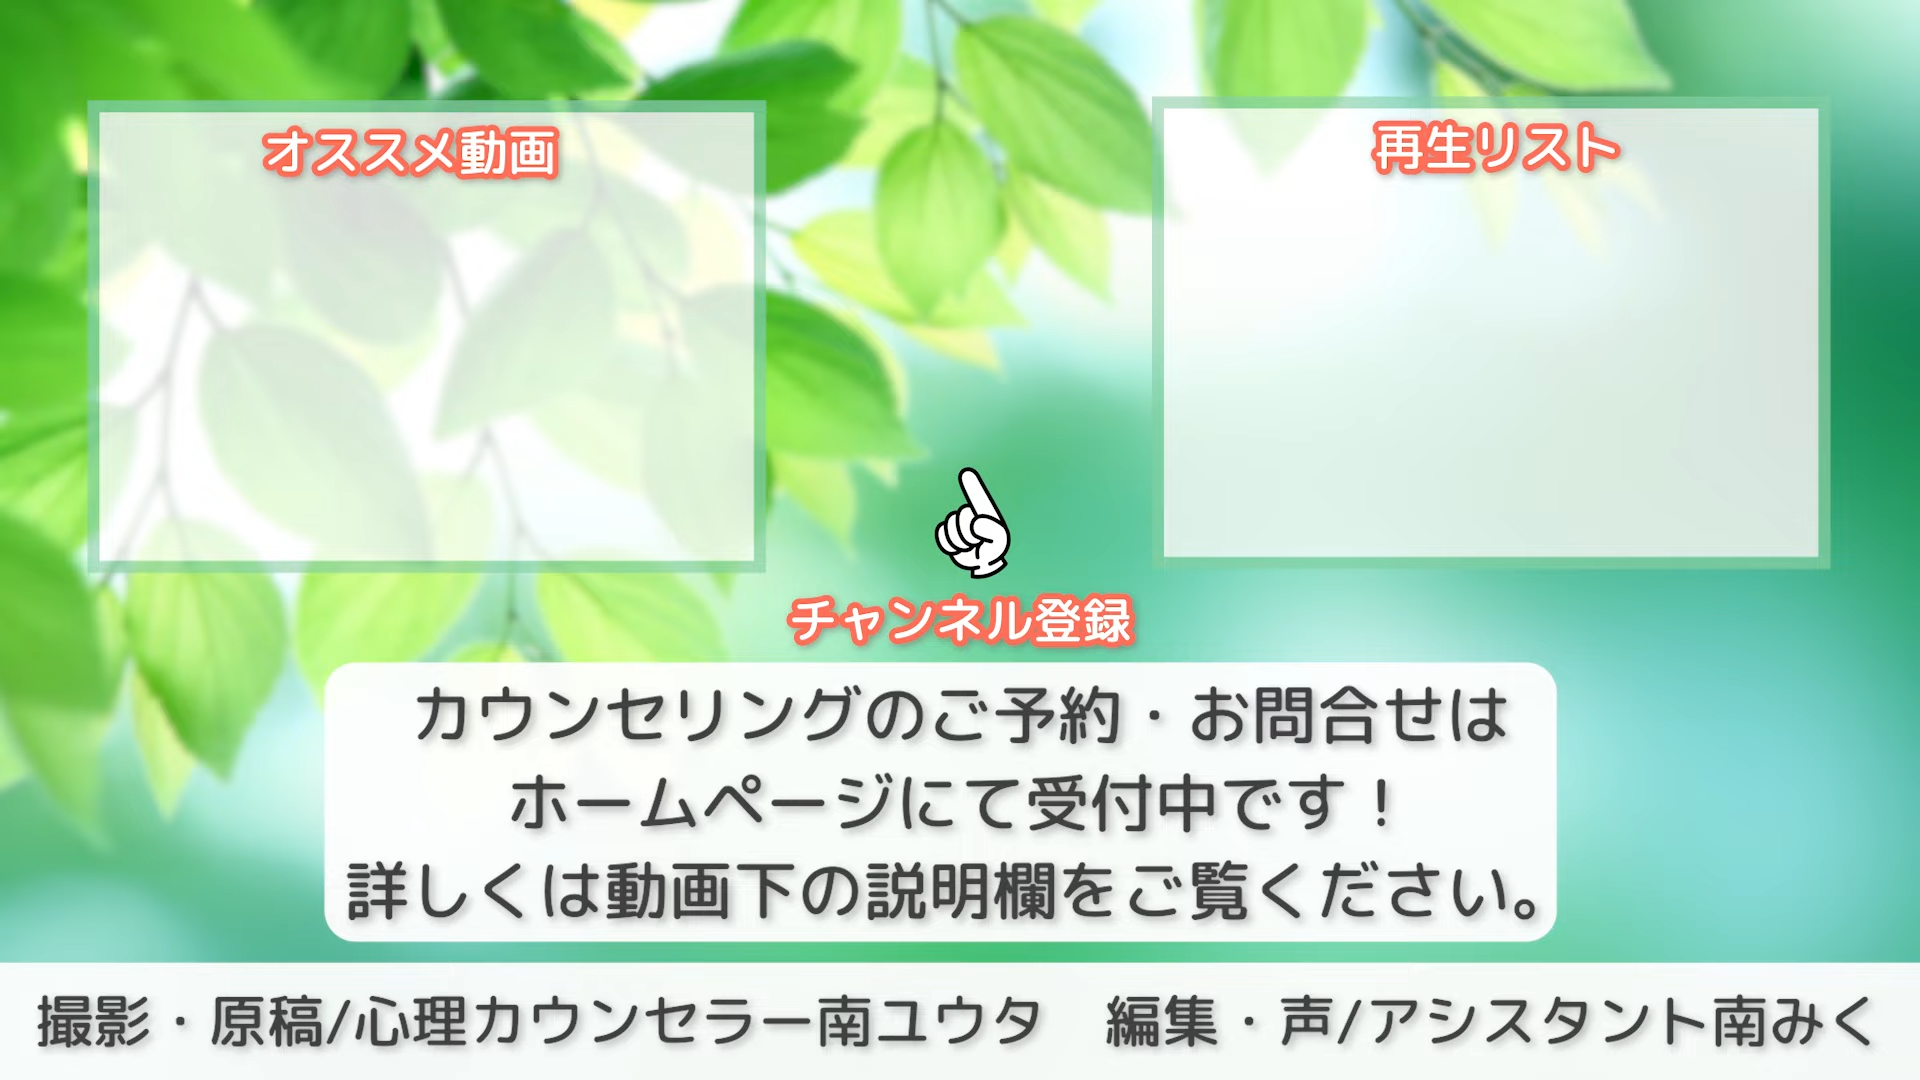 オススメ動画
再生リスト
チャンネル登録
カウンセリングのご予約・お問合せは
ホームページにて受付中です！
詳しくは動画下の説明欄をご覧ください。
撮影・原稿/心理カウンセラー南ユウタ　編集・声/アシスタント南みく